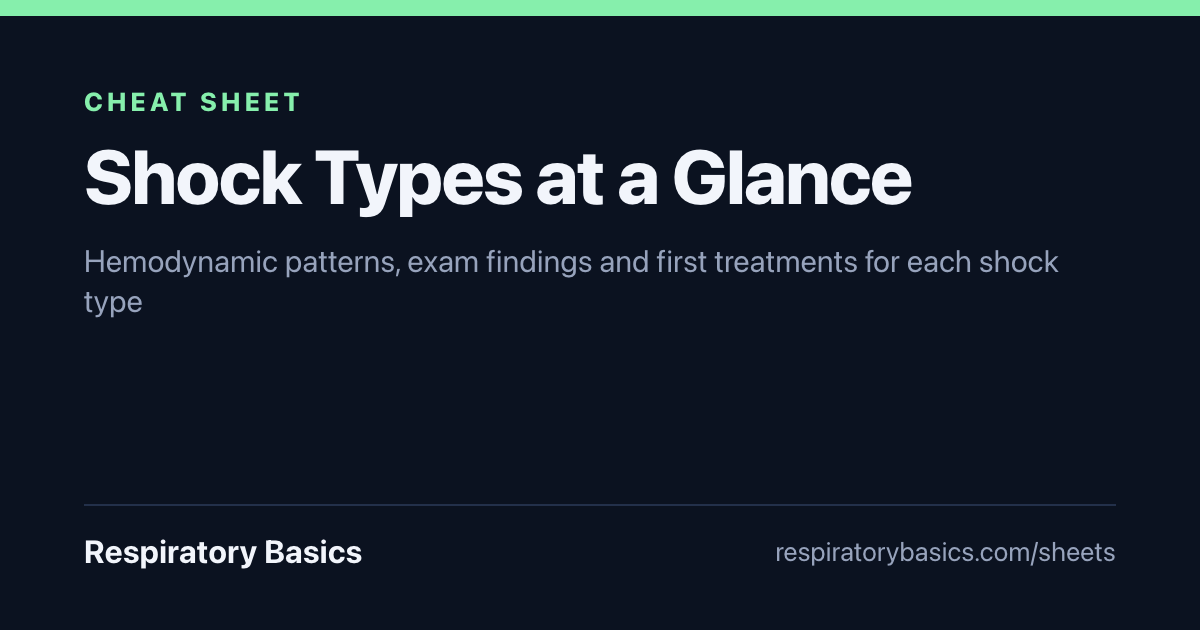 CHEAT SHEET
Shock Types at a Glance
Hemodynamic patterns, exam findings and first treatments for each shock
type
Respiratory Basics
respiratorybasics.com/sheets